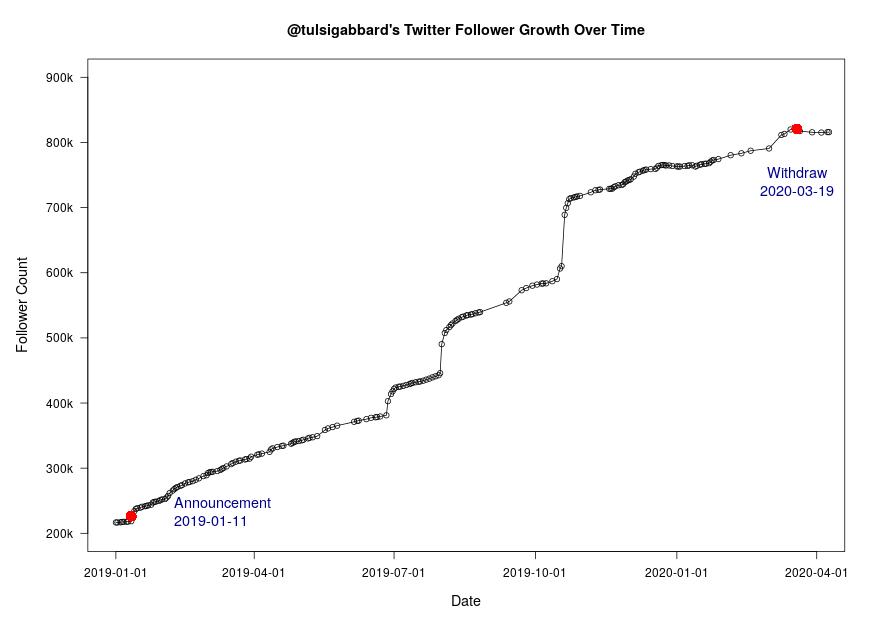 @tulsigabbard's Twitter Follower Growth Over Time
900k
800k
700k
600k
500k
400k
300k
200k
Follower Count
Withdraw
2020-03-19
Announcement
2019-01-11
2019-01-01
2019-04-01
2019-07-01
2019-10-01
2020-01-01
2020-04-01
Date